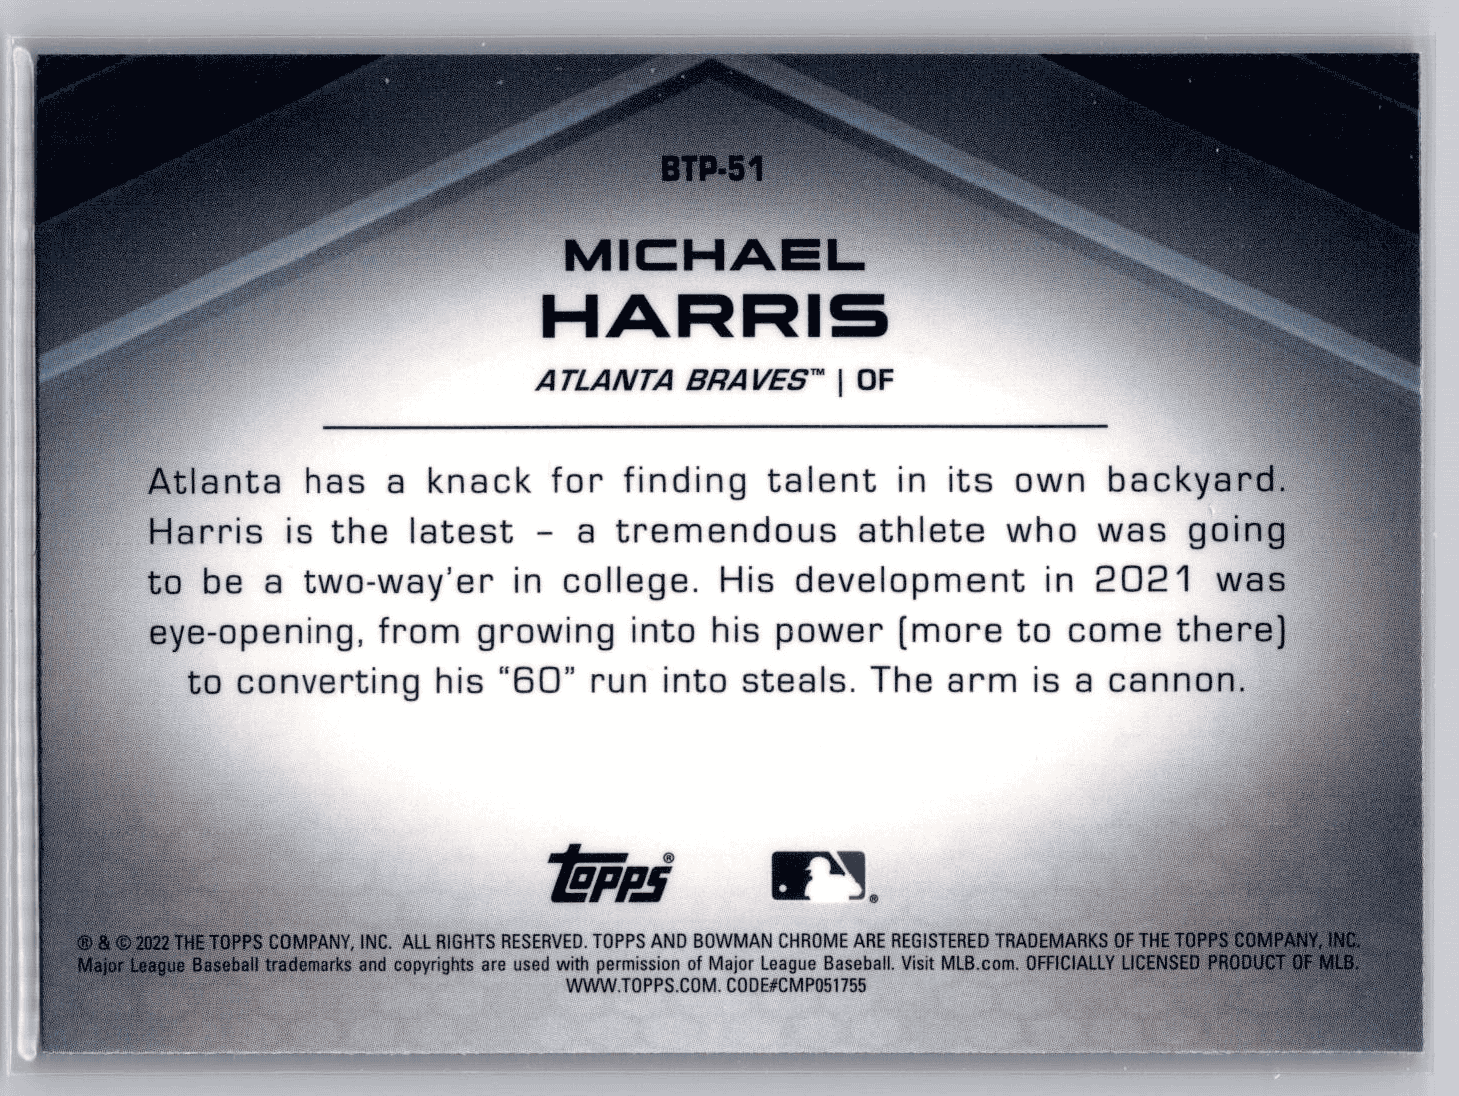 BTP-51
MICHAEL
HARRIS
ATLANTA BRAVES™ | OF
Atlanta has a knack for finding talent in its own backyard.
Harris is the latest – a tremendous athlete who was going
to be a two-way'er in college. His development in 2021 was
eye-opening, from growing into his power (more to come there)
to converting his “60” run into steals. The arm is a cannon.
Topps®
®
® & © 2022 THE TOPPS COMPANY, INC. ALL RIGHTS RESERVED. TOPPS AND BOWMAN CHROME ARE REGISTERED TRADEMARKS OF THE TOPPS COMPANY, INC.
Major League Baseball trademarks and copyrights are used with permission of Major League Baseball. Visit MLB.com. OFFICIALLY LICENSED PRODUCT OF MLB.
WWW.TOPPS.COM. CODE#CMP051755